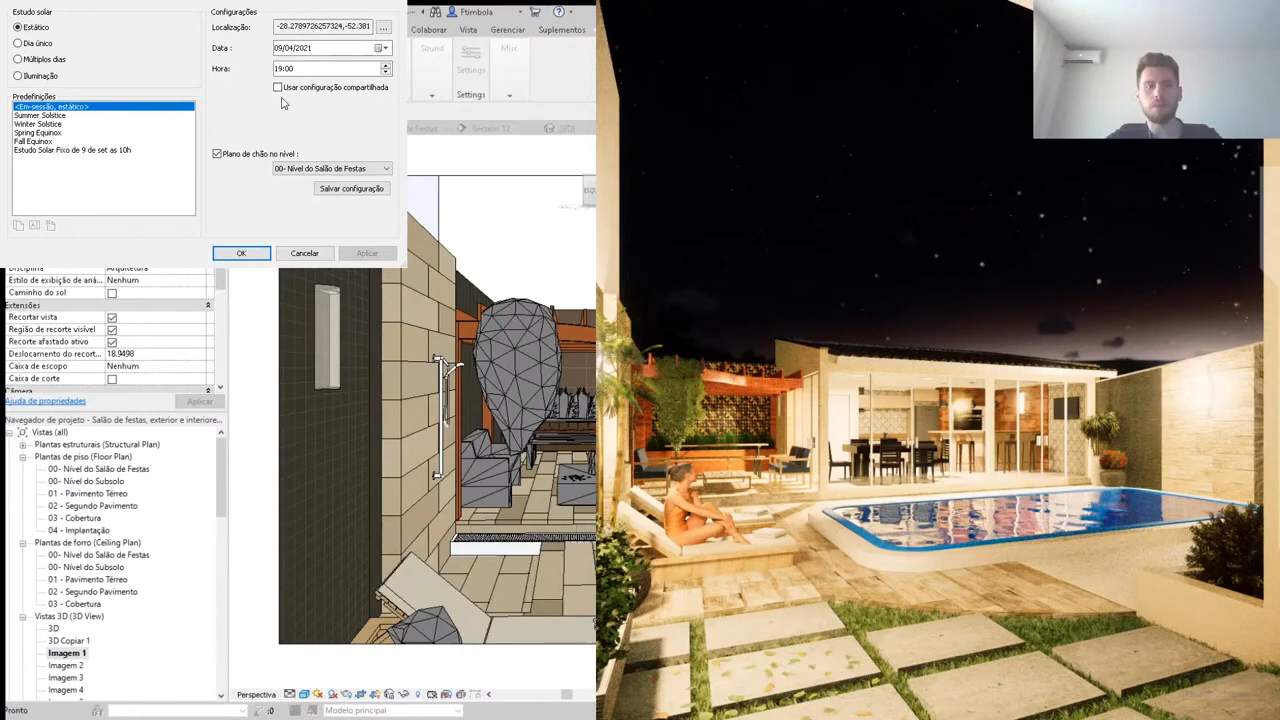 Estudo solar
Estático
Dia único
Múltiplos dias
Iluminação
Predefinições
<Em-sessão, estático>
Summer Solstice
Winter Solstice
Spring Equinox
Fall Equinox
Estudo Solar Fixo de 9 de set as 10h
Configurações
Localização:
-28.2789726257324,-52.381
...
Data :
09/04/2021
Hora:
19:00
Usar configuração compartilhada
Plano de chão no nível :
00- Nível do Salão de Festas
Salvar configuração
OK
Cancelar
Aplicar
Ftimbola
Colaborar
Vista
Gerenciar
Suplementos
Sound
Settings
Settings
Misc
Festas
Técnico 12
Estilo de exibição de aná...
Nenhum
Caminho do sol
Extensões
Recortar vista
Região de recorte visível
Recorte afastado ativo
Deslocamento do recort...
18.9498
Caixa de escopo
Nenhum
Caixa de corte
Ajuda de propriedades
Aplicar
Navegador de projeto - Salão de festas, exterior e interiore...
Vistas (all)
Plantas estruturais (Structural Plan)
Plantas de piso (Floor Plan)
00- Nível do Salão de Festas
00- Nível do Subsolo
01 - Pavimento Térreo
02 - Segundo Pavimento
03 - Cobertura
04 - Implantação
Plantas de forro (Ceiling Plan)
00- Nível do Salão de Festas
00- Nível do Subsolo
01 - Pavimento Térreo
02 - Segundo Pavimento
03 - Cobertura
Vistas 3D (3D View)
3D
3D Copiar 1
Imagem 1
Imagem 2
Imagem 3
Imagem 4
Perspectiva
Pronto
:0
Modelo principal